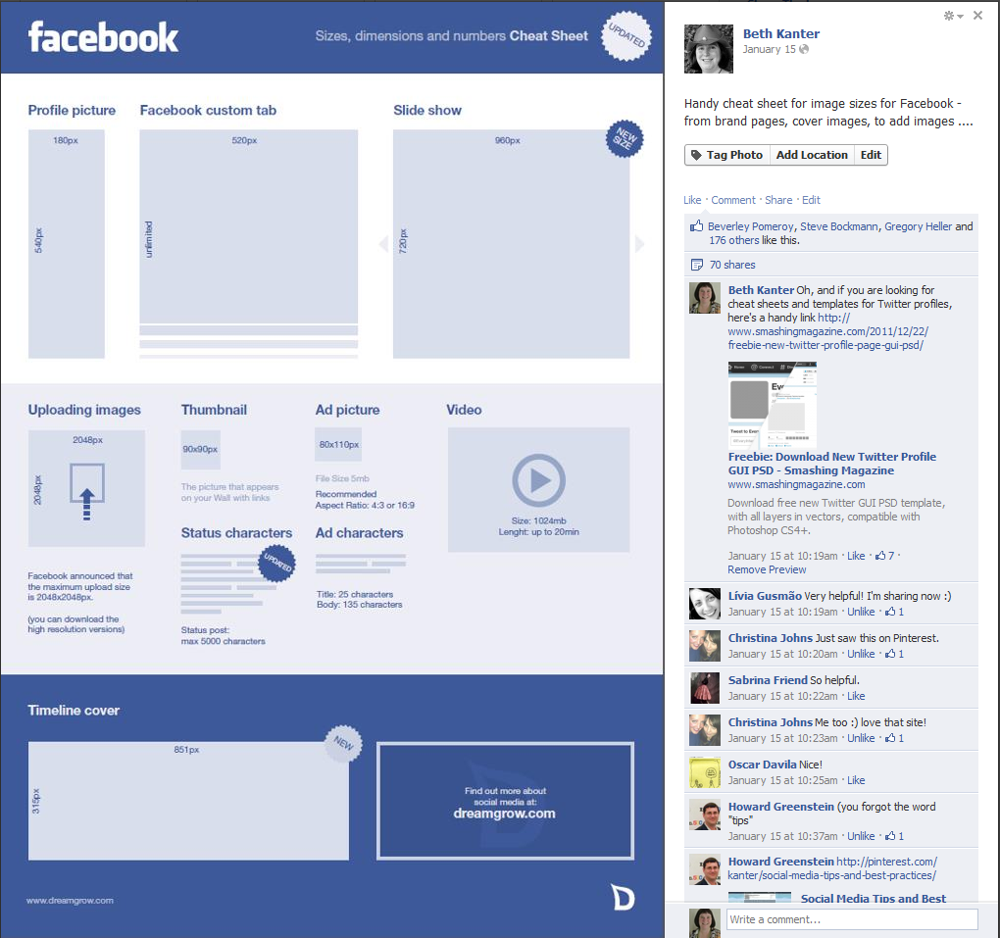 facebook
Sizes, dimensions and numbers Cheat Sheet
UPDATED
Profile picture
180px
540px
Facebook custom tab
520px
unlimited
Slide show
NEW
SIZE
960px
720px
Uploading images
2048px
2048px
Facebook announced that
the maximum upload size
is 2048x2048px.
(you can download the
high resolution versions)
Thumbnail
90x90px
The picture that appears
on your Wall with links
Ad picture
80x110px
File Size 5mb
Recommended
Aspect Ratio: 4:3 or 16:9
Video
Size: 1024mb
Lenght: up to 20min
Status characters
UPDATED
Status post:
max 5000 characters
Ad characters
Title: 25 characters
Body: 135 characters
Timeline cover
NEW
851px
315px
Find out more about
social media at:
dreamgrow.com
www.dreamgrow.com
Beth Kanter
January 15
Handy cheat sheet for image sizes for Facebook -
from brand pages, cover images, to add images ....
Tag Photo Add Location Edit
Like · Comment · Share · Edit
Beverley Pomeroy, Steve Bockmann, Gregory Heller and
176 others like this.
70 shares
Beth Kanter Oh, and if you are looking for
cheat sheets and templates for Twitter profiles,
here's a handy link http://
www.smashingmagazine.com/2011/12/22/
freebie-new-twitter-profile-page-gui-psd/
Freebie: Download New Twitter Profile
GUI PSD - Smashing Magazine
www.smashingmagazine.com
Download free new Twitter GUI PSD template,
with all layers in vectors, compatible with
Photoshop CS4+.
January 15 at 10:19am · Like · 7 ·
Remove Preview
Lívia Gusmão Very helpful! I'm sharing now :)
January 15 at 10:19am · Unlike · 1
Christina Johns Just saw this on Pinterest.
January 15 at 10:20am · Unlike · 1
Sabrina Friend So helpful.
January 15 at 10:22am · Like
Christina Johns Me too :) love that site!
January 15 at 10:23am · Unlike · 1
Oscar Davila Nice!
January 15 at 10:25am · Like
Howard Greenstein (you forgot the word
"tips"
January 15 at 10:37am · Unlike · 1
Howard Greenstein http://pinterest.com/
kanter/social-media-tips-and-best-practices/
Social Media Tips and Best
Write a comment...